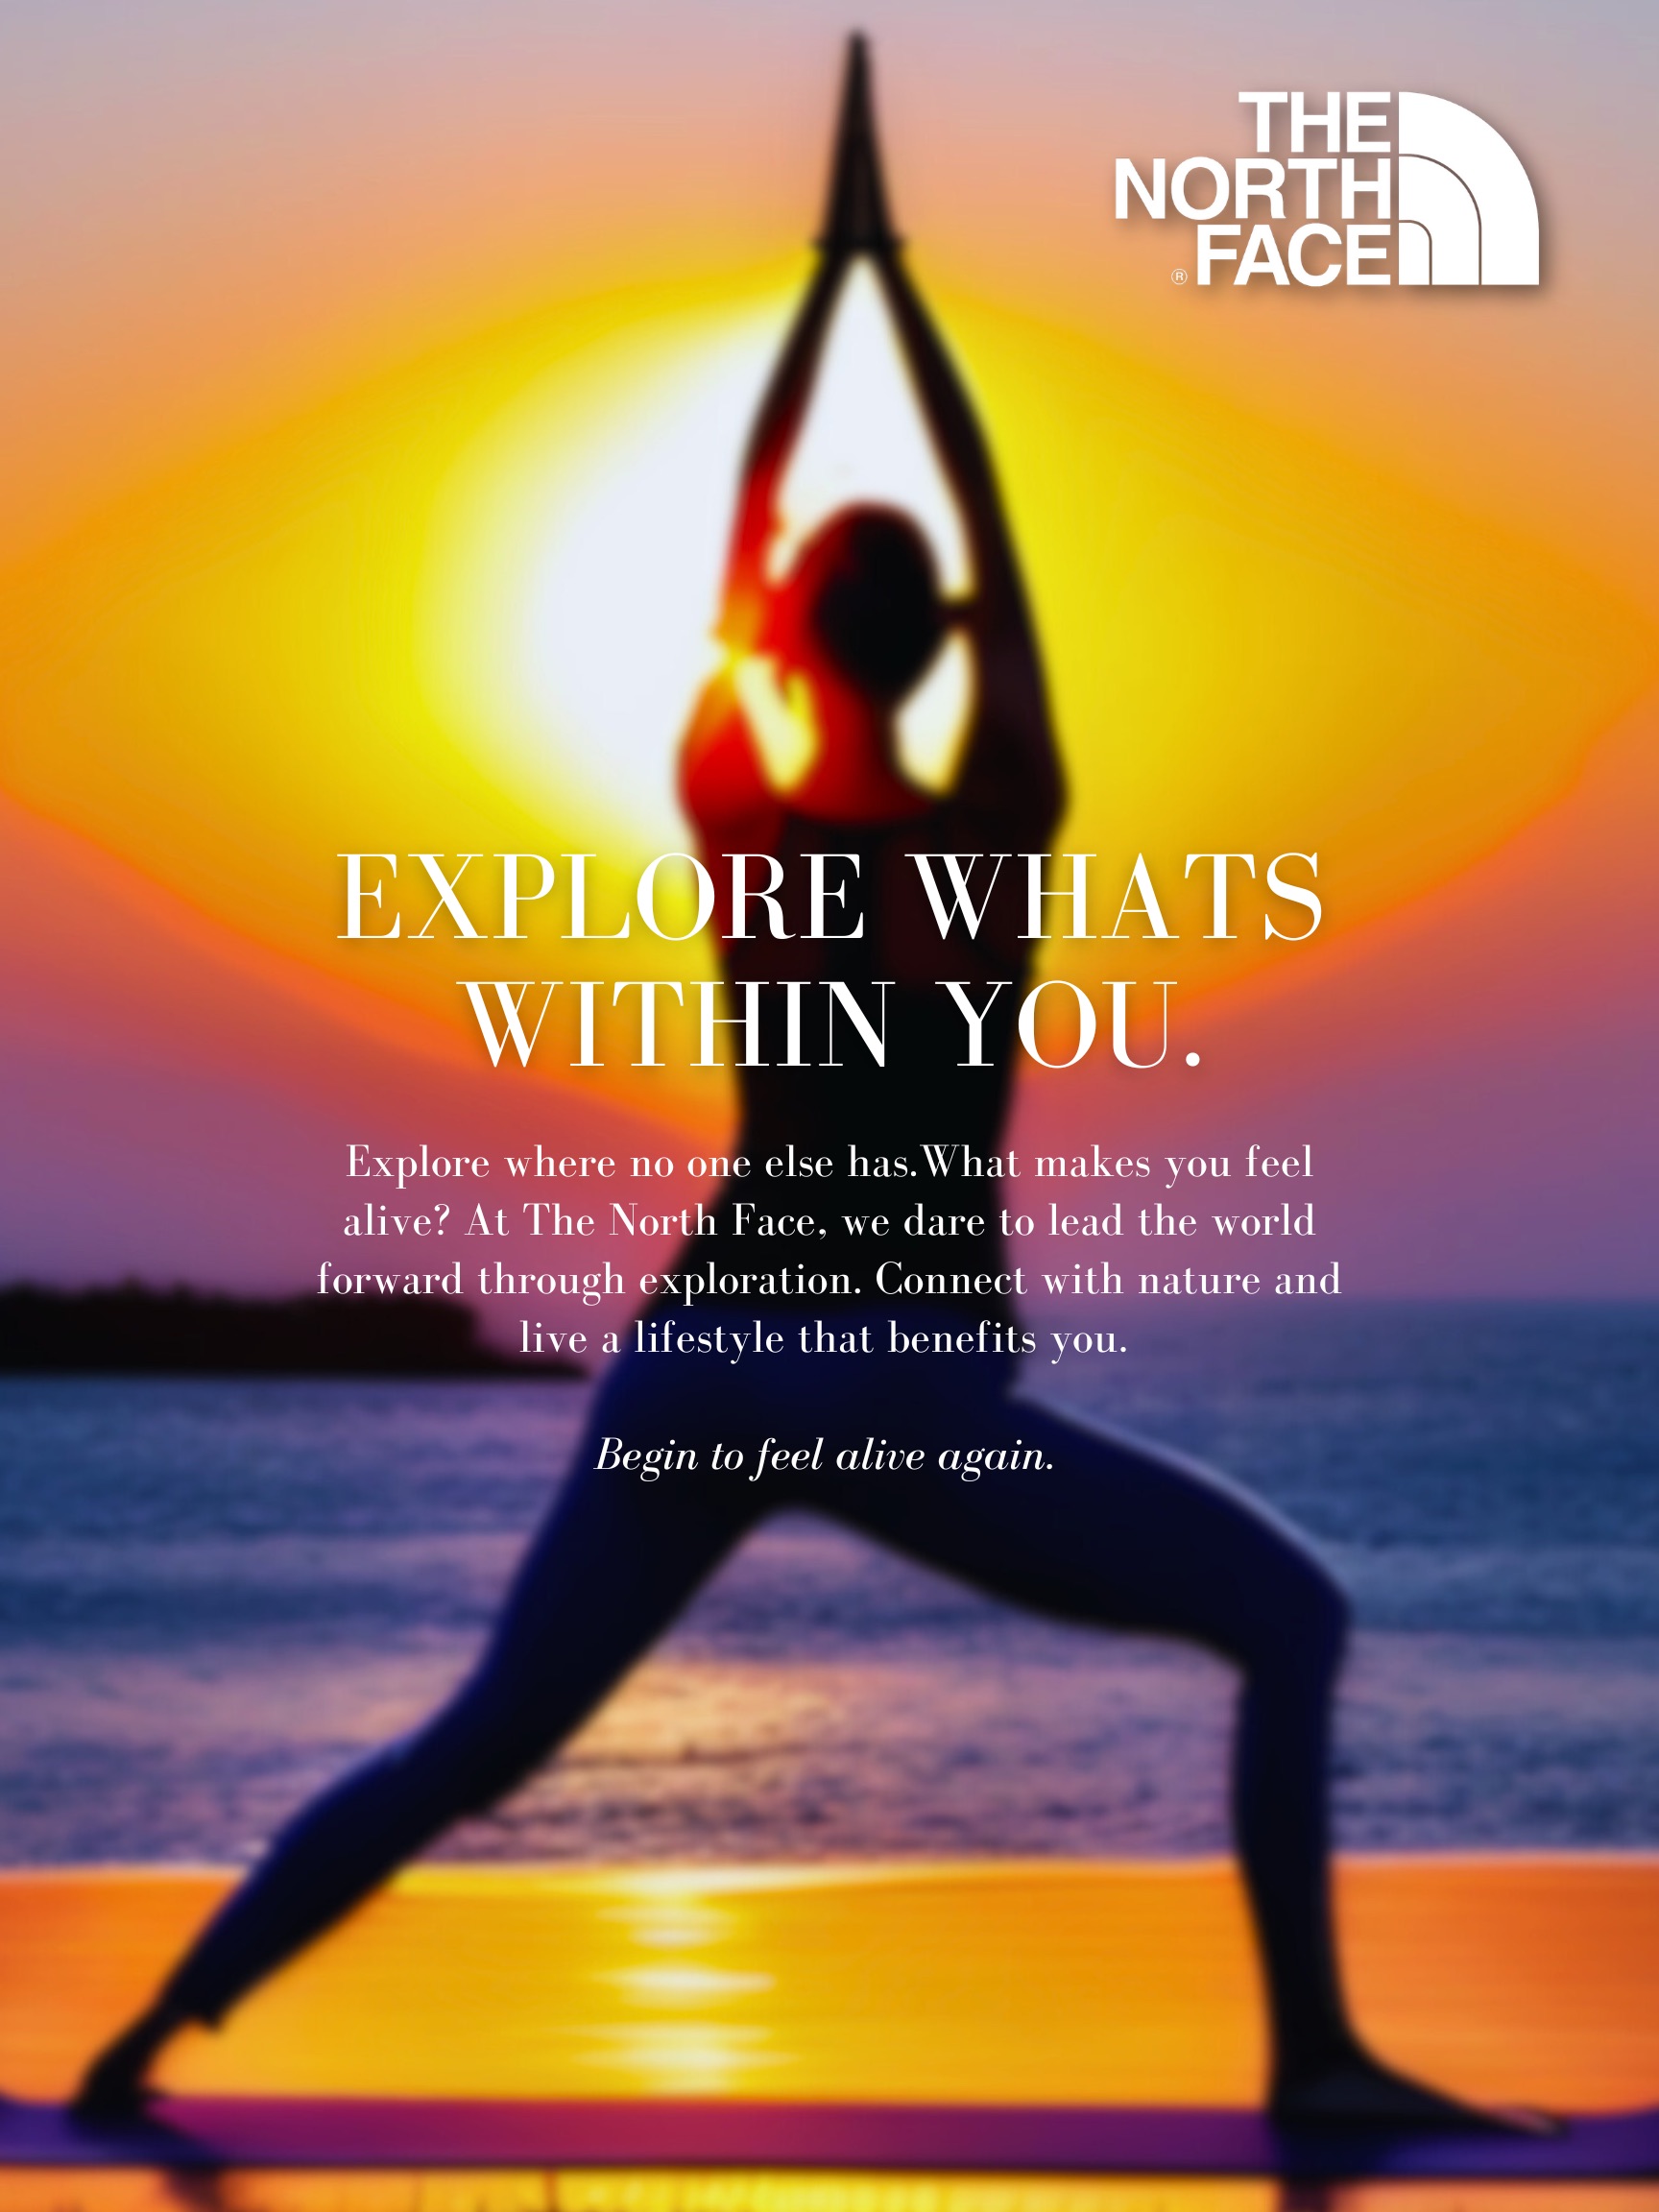 THE
NORTH
® FACE
EXPLORE WHATS
WITHIN YOU.
Explore where no one else has.What makes you feel
alive? At The North Face, we dare to lead the world
forward through exploration. Connect with nature and
live a lifestyle that benefits you.
Begin to feel alive again.